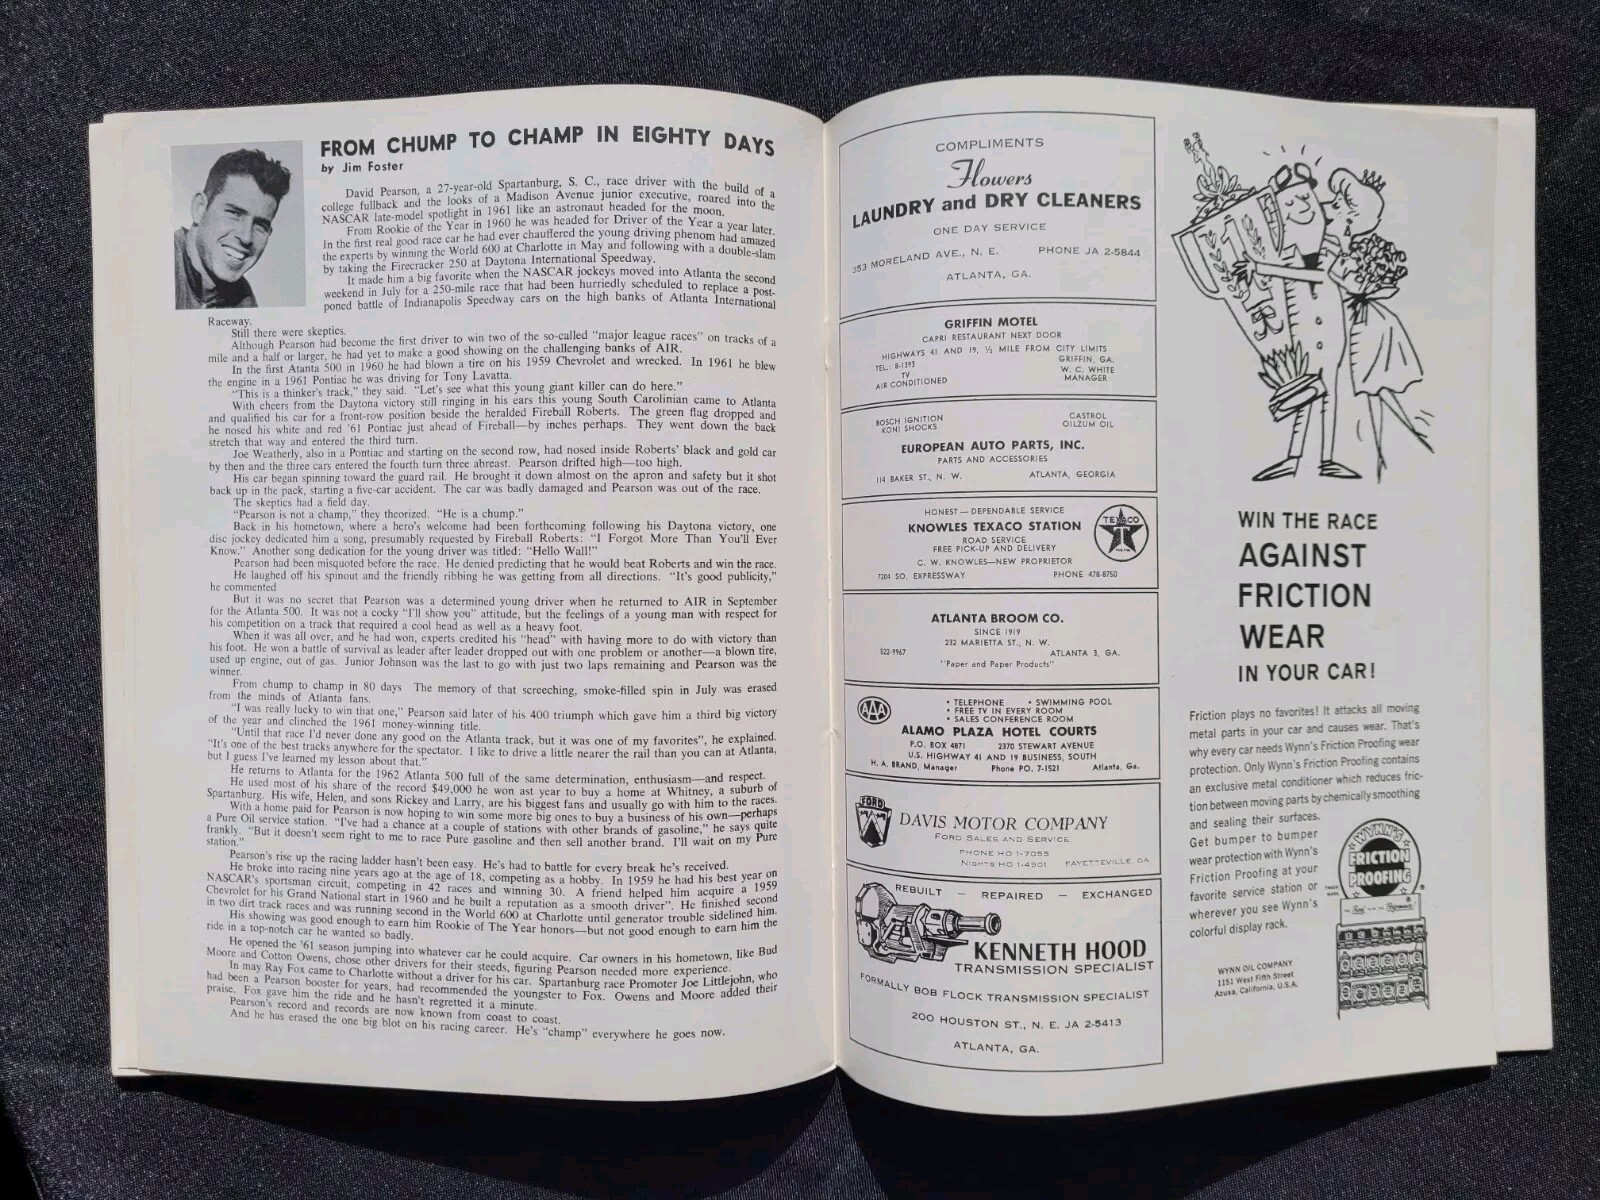 FROM CHUMP TO CHAMP IN EIGHTY DAYS
by Jim Foster
David Pearson, a 27-year-old Spartanburg, S. C., race driver with the build of a
college fullback and the looks of a Madison Avenue junior executive, roared into the
NASCAR late-model spotlight in 1961 like an astronaut headed for the moon.
From Rookie of the Year in 1960 he was headed for Driver of the Year a year later.
In the first real good race car he had ever chauffered the young driving phenom had amazed
the experts by winning the World 600 at Charlotte in May and following with a double-slam
by taking the Firecracker 250 at Daytona International Speedway.
It made him a big favorite when the NASCAR jockeys moved into Atlanta the second
weekend in July for a 250-mile race that had been hurriedly scheduled to replace a post-
poned battle of Indianapolis Speedway cars on the high banks of Atlanta International
Raceway.
Still there were skeptics.
Although Pearson had become the first driver to win two of the so-called "major league races" on tracks of a
mile and a half or larger, he had yet to make a good showing on the challenging banks of AIR.
In the first Atanta 500 in 1960 he had blown a tire on his 1959 Chevrolet and wrecked. In 1961 he blew
the engine in a 1961 Pontiac he was driving for Tony Lavatta.
"This is a thinker's track," they said. "Let's see what this young giant killer can do here."
With cheers from the Daytona victory still ringing in his ears this young South Carolinian came to Atlanta
and qualified his car for a front-row position beside the heralded Fireball Roberts. The green flag dropped and
he nosed his white and red '61 Pontiac just ahead of Fireball—by inches perhaps. They went down the back
stretch that way and entered the third turn.
Joe Weatherly, also in a Pontiac and starting on the second row, had nosed inside Roberts' black and gold car
by then and the three cars entered the fourth turn three abreast. Pearson drifted high—too high.
His car began spinning toward the guard rail. He brought it down almost on the apron and safety but it shot
back up in the pack, starting a five-car accident. The car was badly damaged and Pearson was out of the race.
The skeptics had a field day.
"Pearson is not a champ," they theorized. "He is a chump."
Back in his hometown, where a hero's welcome had been forthcoming following his Daytona victory, one
disc jockey dedicated him a song, presumably requested by Fireball Roberts: "I Forgot More Than You'll Ever
Know." Another song dedication for the young driver was titled: "Hello Wall!"
Pearson had been misquoted before the race. He denied predicting that he would beat Roberts and win the race.
He laughed off his spinout and the friendly ribbing he was getting from all directions. "It's good publicity,"
he commented
But it was no secret that Pearson was a determined young driver when he returned to AIR in September
for the Atlanta 500. It was not a cocky "I'll show you" attitude, but the feelings of a young man with respect for
his competition on a track that required a cool head as well as a heavy foot.
When it was all over, and he had won, experts credited his "head" with having more to do with victory than
his foot. He won a battle of survival as leader after leader dropped out with one problem or another—a blown tire,
used up engine, out of gas. Junior Johnson was the last to go with just two laps remaining and Pearson was the
winner.
From chump to champ in 80 days The memory of that screeching, smoke-filled spin in July was erased
from the minds of Atlanta fans.
"I was really lucky to win that one," Pearson said later of his 400 triumph which gave him a third big victory
of the year and clinched the 1961 money-winning title.
"Until that race I'd never done any good on the Atlanta track, but it was one of my favorites", he explained.
"It's one of the best tracks anywhere for the spectator. I like to drive a little nearer the rail than you can at Atlanta,
but I guess I've learned my lesson about that."
He returns to Atlanta for the 1962 Atlanta 500 full of the same determination, enthusiasm—and respect.
He used most of his share of the record $49,000 he won ast year to buy a home at Whitney, a suburb of
Spartanburg. His wife, Helen, and sons Rickey and Larry, are his biggest fans and usually go with him to the races.
With a home paid for Pearson is now hoping to win some more big ones to buy a business of his own—perhaps
a Pure Oil service station. "I've had a chance at a couple of stations with other brands of gasoline," he says quite
frankly. "But it doesn't seem right to me to race Pure gasoline and then sell another brand. I'll wait on my Pure
station."
Pearson's rise up the racing ladder hasn't been easy. He's had to battle for every break he's received.
He broke into racing nine years ago at the age of 18, competing as a hobby. In 1959 he had his best year on
NASCAR's sportsman circuit, competing in 42 races and winning 30. A friend helped him acquire a 1959
Chevrolet for his Grand National start in 1960 and he built a reputation as a smooth driver". He finished second
in two dirt track races and was running second in the World 600 at Charlotte until generator trouble sidelined him.
His showing was good enough to earn him Rookie of The Year honors—but not good enough to earn him the
ride in a top-notch car he wanted so badly.
He opened the '61 season jumping into whatever car he could acquire. Car owners in his hometown, like Bud
Moore and Cotton Owens, chose other drivers for their steeds, figuring Pearson needed more experience.
In may Ray Fox came to Charlotte without a driver for his car. Spartanburg race Promoter Joe Littlejohn, who
had been a Pearson booster for years, had recommended the youngster to Fox. Owens and Moore added their
praise. Fox gave him the ride and he hasn't regretted it a minute.
Pearson's record and records are now known from coast to coast.
And he has erased the one big blot on his racing career. He's "champ" everywhere he goes now.
COMPLIMENTS
Flowers
LAUNDRY and DRY CLEANERS
ONE DAY SERVICE
353 MORELAND AVE., N. E. PHONE JA 2-5844
ATLANTA, GA.
GRIFFIN MOTEL
CAPRI RESTAURANT NEXT DOOR
HIGHWAYS 41 AND 19, ½ MILE FROM CITY LIMITS
TEL.: 8-1393 GRIFFIN, GA.
TV W. C. WHITE
AIR CONDITIONED MANAGER
BOSCH IGNITION CASTROL
KONI SHOCKS OILZUM OIL
EUROPEAN AUTO PARTS, INC.
PARTS AND ACCESSORIES
114 BAKER ST., N. W. ATLANTA, GEORGIA
HONEST — DEPENDABLE SERVICE
KNOWLES TEXACO STATION
ROAD SERVICE
FREE PICK-UP AND DELIVERY
C. W. KNOWLES—NEW PROPRIETOR
7204 SO. EXPRESSWAY PHONE 478-8750
TEXACO
ATLANTA BROOM CO.
SINCE 1919
232 MARIETTA ST., N. W.
522-9967 ATLANTA 3, GA.
"Paper and Paper Products"
AAA
• TELEPHONE • SWIMMING POOL
• FREE TV IN EVERY ROOM
• SALES CONFERENCE ROOM
ALAMO PLAZA HOTEL COURTS
P.O. BOX 4871 2370 STEWART AVENUE
U.S. HIGHWAY 41 AND 19 BUSINESS, SOUTH
H. A. BRAND, Manager Phone PO. 7-1521 Atlanta, Ga.
FORD
DAVIS MOTOR COMPANY
FORD SALES AND SERVICE
PHONE HO 1-7055
NIGHTS HO 1-4901 FAYETTEVILLE, GA
REBUILT — REPAIRED — EXCHANGED
KENNETH HOOD
TRANSMISSION SPECIALIST
FORMALLY BOB FLOCK TRANSMISSION SPECIALIST
200 HOUSTON ST., N. E. JA 2-5413
ATLANTA, GA.
WIN THE RACE
AGAINST
FRICTION
WEAR
IN YOUR CAR!
Friction plays no favorites! It attacks all moving
metal parts in your car and causes wear. That's
why every car needs Wynn's Friction Proofing wear
protection. Only Wynn's Friction Proofing contains
an exclusive metal conditioner which reduces fric-
tion between moving parts by chemically smoothing
and sealing their surfaces.
Get bumper to bumper
wear protection with Wynn's
Friction Proofing at your
favorite service station or
wherever you see Wynn's
colorful display rack.
WYNN'S
FRICTION
PROOFING
WYNN OIL COMPANY
1151 West Fifth Street
Azusa, California, U.S.A.